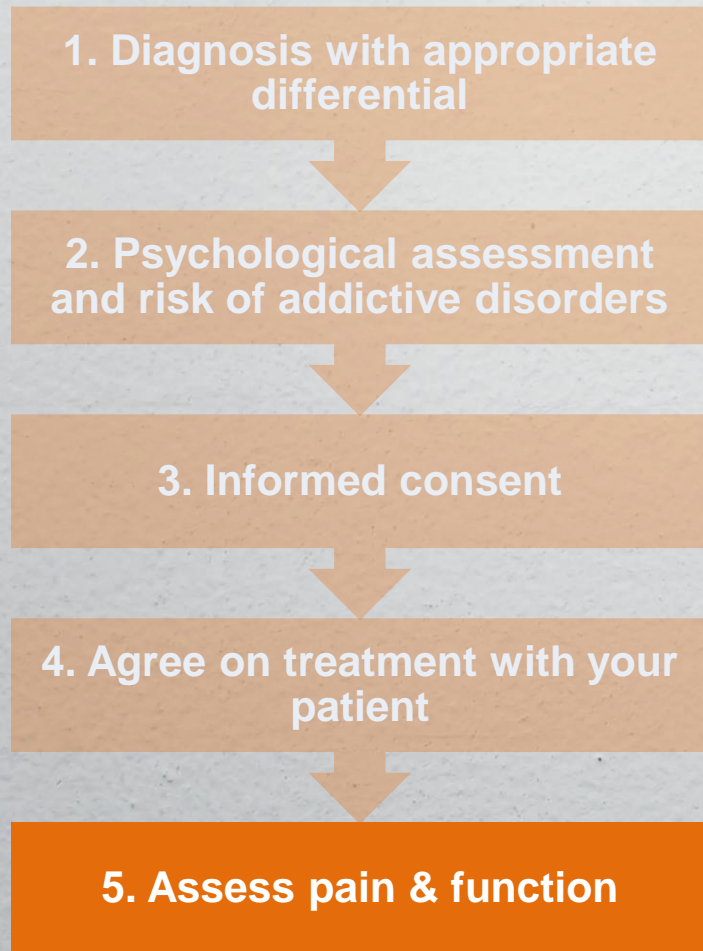 1. Diagnosis with appropriate
differential
2. Psychological assessment
and risk of addictive disorders
3. Informed consent
4. Agree on treatment with your
patient
5. Assess pain & function